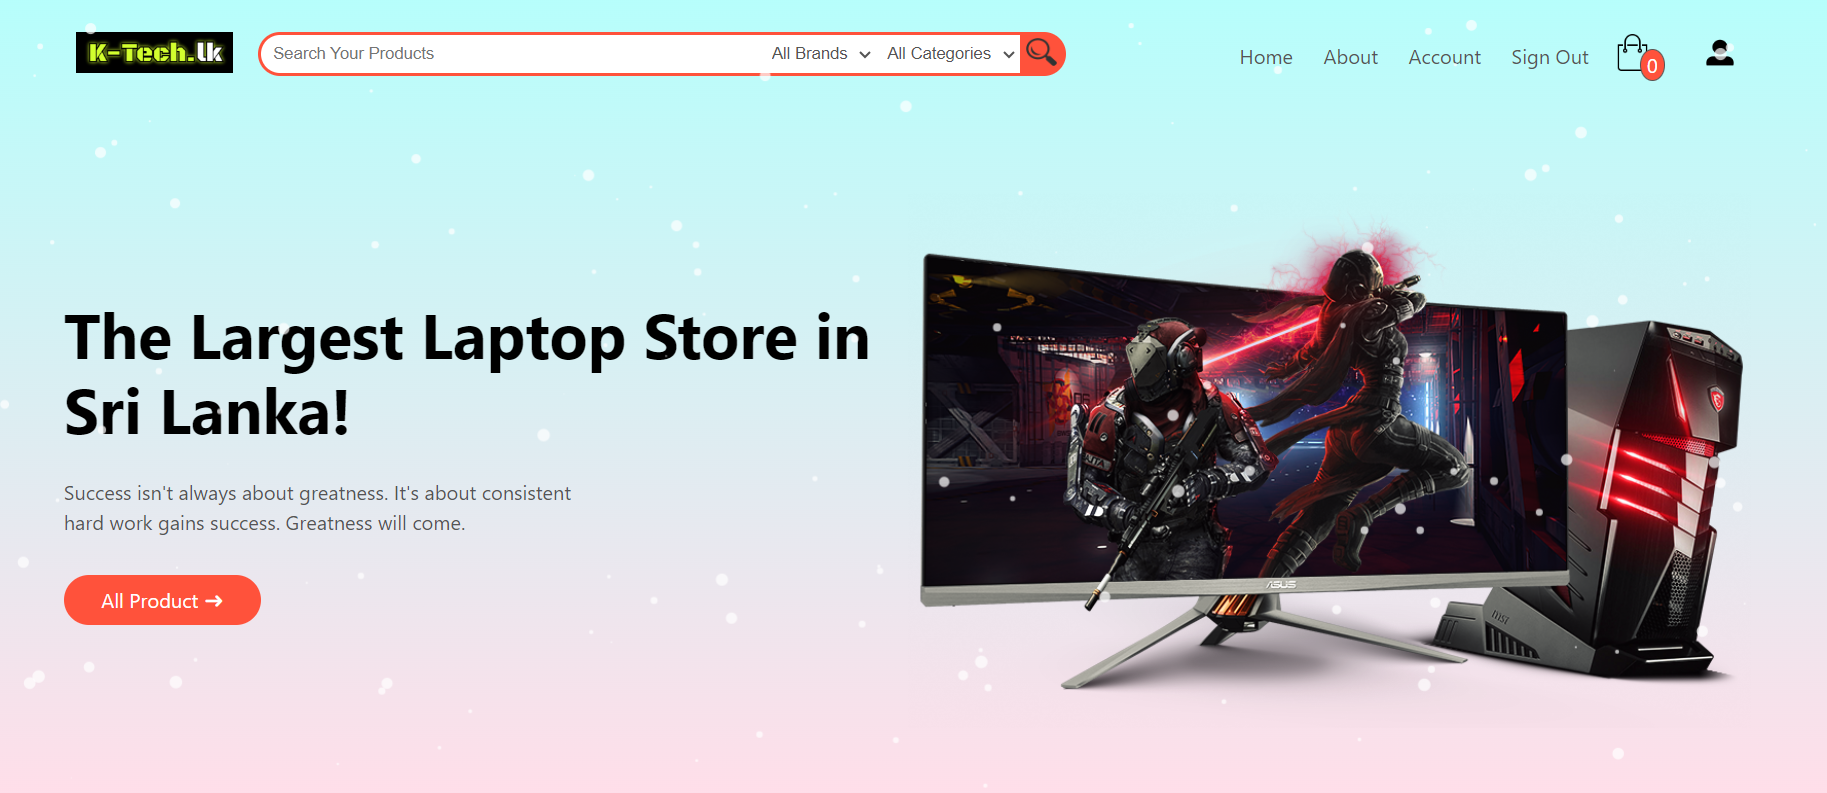 K-Tech.lk
Search Your Products
All Brands
All Categories
Home
About
Account
Sign Out
0
The Largest Laptop Store in
Sri Lanka!
Success isn't always about greatness. It's about consistent
hard work gains success. Greatness will come.
All Product →
ASUS
msi